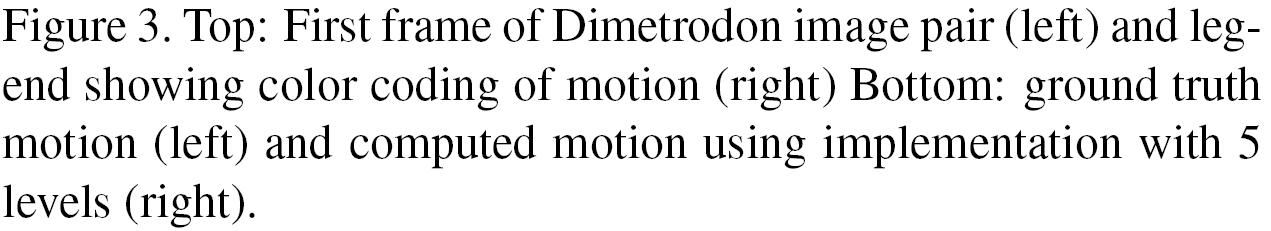 Figure 3. Top: First frame of Dimetrodon image pair (left) and leg-
end showing color coding of motion (right) Bottom: ground truth
motion (left) and computed motion using implementation with 5
levels (right).